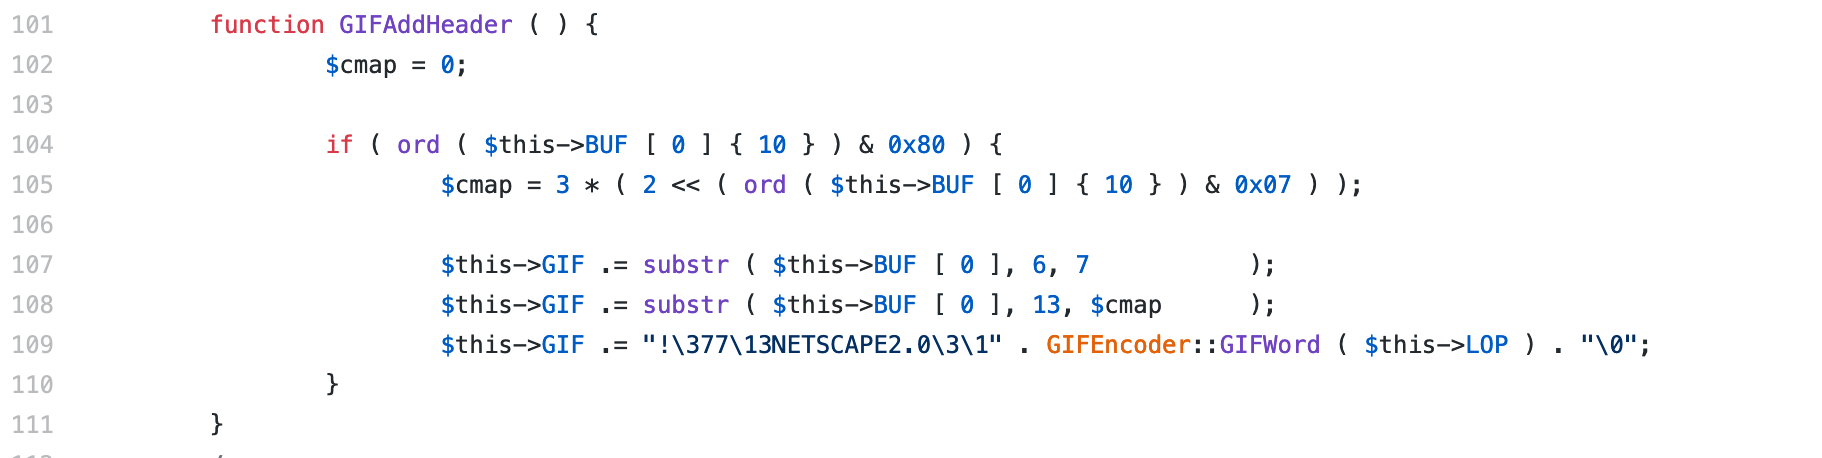 101 function GIFAddHeader ( ) {
102 $cmap = 0;
103
104 if ( ord ( $this->BUF [ 0 ] { 10 } ) & 0x80 ) {
105 $cmap = 3 * ( 2 << ( ord ( $this->BUF [ 0 ] { 10 } ) & 0x07 ) );
106
107 $this->GIF .= substr ( $this->BUF [ 0 ], 6, 7 );
108 $this->GIF .= substr ( $this->BUF [ 0 ], 13, $cmap );
109 $this->GIF .= "!\377\13NETSCAPE2.0\3\1" . GIFEncoder::GIFWord ( $this->LOP ) . "\0";
110 }
111 }